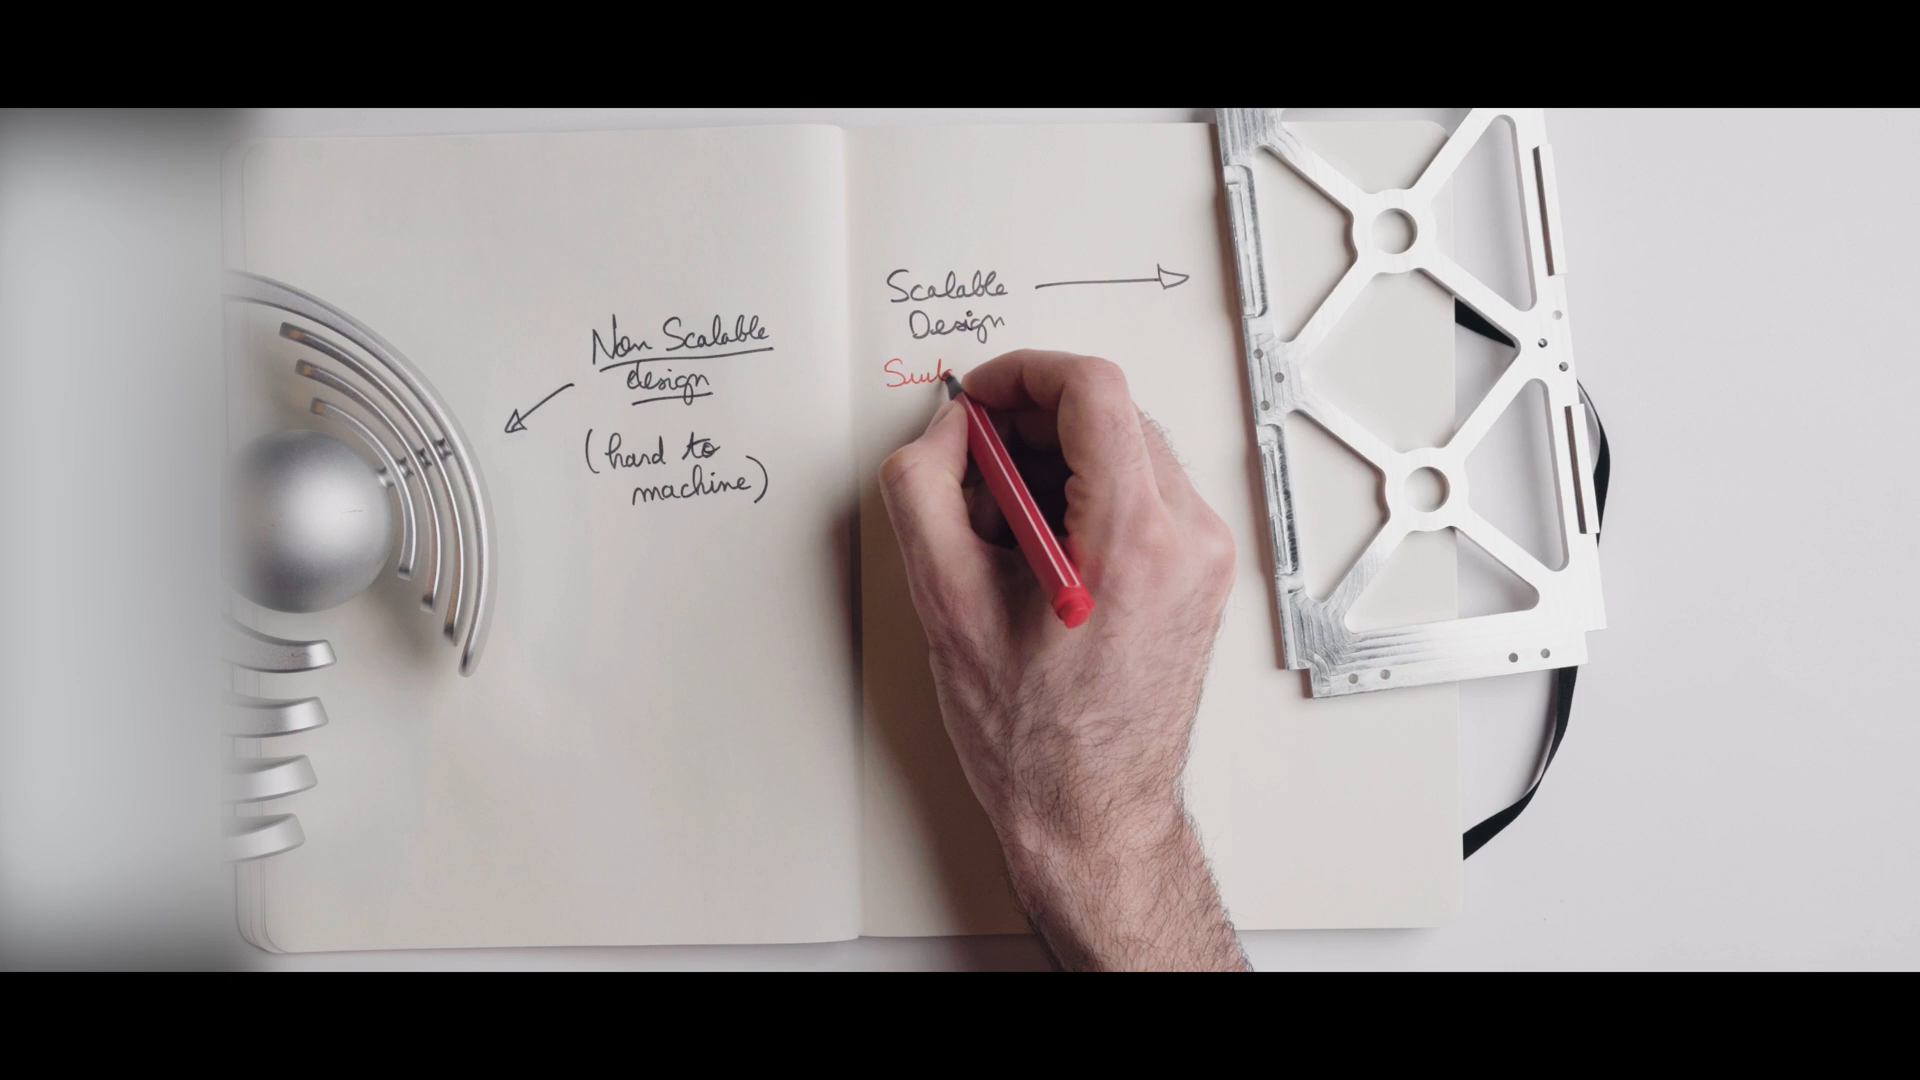 Non Scalable
design
(hard to
machine)
Scalable
Design